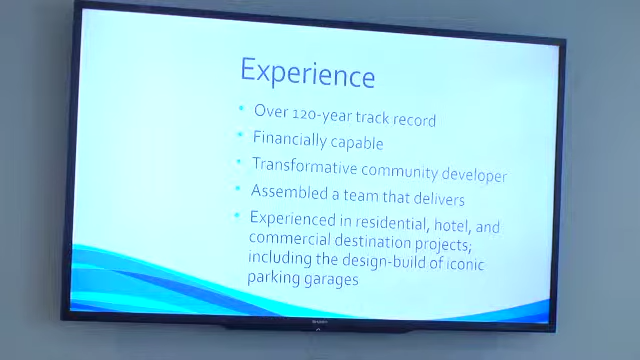 Experience
• Over 120-year track record
• Financially capable
• Transformative community developer
• Assembled a team that delivers
• Experienced in residential, hotel, and
commercial destination projects;
including the design-build of iconic
parking garages